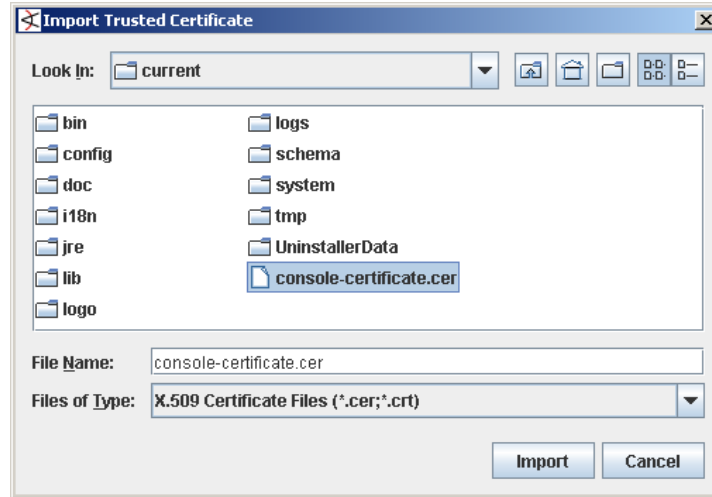 Import Trusted Certificate
Look In: current
bin
config
doc
i18n
jre
lib
logo
logs
schema
system
tmp
UninstallerData
console-certificate.cer
File Name: console-certificate.cer
Files of Type: X.509 Certificate Files (*.cer;*.crt)
Import Cancel